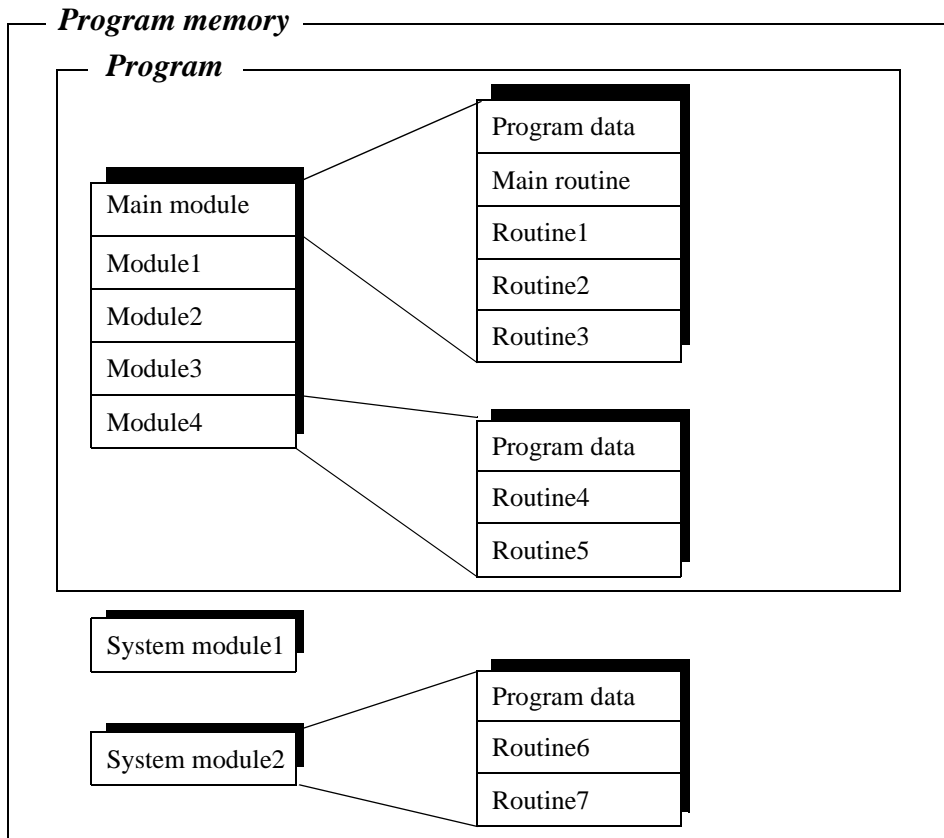 Program memory
Program
Main module
Module1
Module2
Module3
Module4
Program data
Main routine
Routine1
Routine2
Routine3
Program data
Routine4
Routine5
System module1
System module2
Program data
Routine6
Routine7